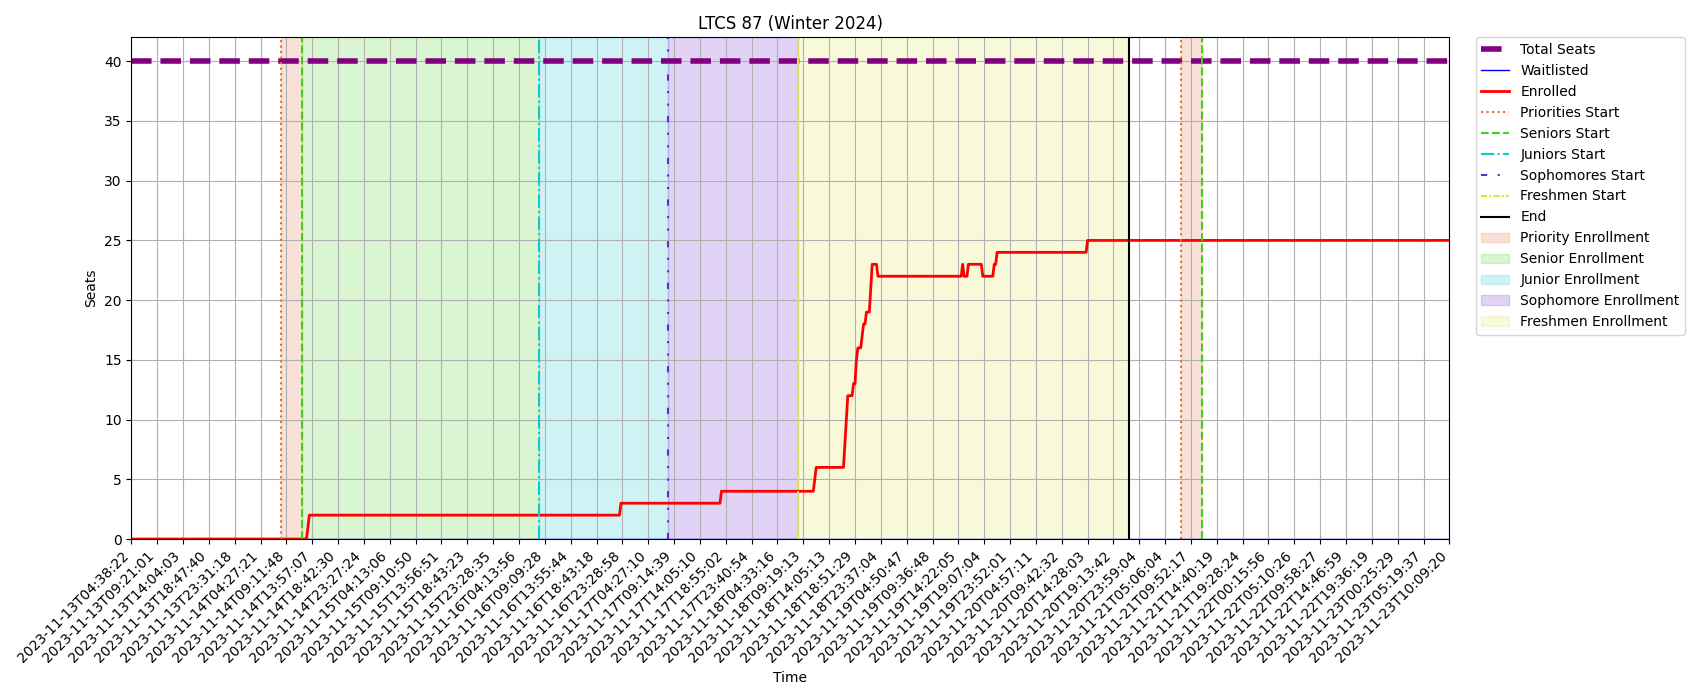 LTCS 87 (Winter 2024)
Seats
40
35
30
25
20
15
10
5
0
2023-11-13T04:38:22
2023-11-13T09:21:01
2023-11-13T14:04:03
2023-11-13T18:47:40
2023-11-13T23:31:18
2023-11-14T04:27:21
2023-11-14T09:11:48
2023-11-14T13:57:07
2023-11-14T18:42:30
2023-11-14T23:27:24
2023-11-15T04:13:06
2023-11-15T09:10:50
2023-11-15T13:56:51
2023-11-15T18:43:23
2023-11-15T23:28:35
2023-11-16T04:13:56
2023-11-16T09:09:28
2023-11-16T13:55:44
2023-11-16T18:43:18
2023-11-16T23:28:58
2023-11-17T04:27:10
2023-11-17T09:14:39
2023-11-17T14:05:10
2023-11-17T18:55:02
2023-11-17T23:40:54
2023-11-18T04:33:16
2023-11-18T09:19:13
2023-11-18T14:05:13
2023-11-18T18:51:29
2023-11-18T23:37:04
2023-11-19T04:50:47
2023-11-19T09:36:48
2023-11-19T14:22:05
2023-11-19T19:07:04
2023-11-19T23:52:01
2023-11-20T04:57:11
2023-11-20T09:42:32
2023-11-20T14:28:03
2023-11-20T19:13:42
2023-11-20T23:59:04
2023-11-21T05:06:04
2023-11-21T09:52:17
2023-11-21T14:40:19
2023-11-21T19:28:24
2023-11-22T00:15:56
2023-11-22T05:10:26
2023-11-22T09:58:27
2023-11-22T14:46:59
2023-11-22T19:36:19
2023-11-23T00:25:29
2023-11-23T05:19:37
2023-11-23T10:09:20
Time
Total Seats
Waitlisted
Enrolled
Priorities Start
Seniors Start
Juniors Start
Sophomores Start
Freshmen Start
End
Priority Enrollment
Senior Enrollment
Junior Enrollment
Sophomore Enrollment
Freshmen Enrollment